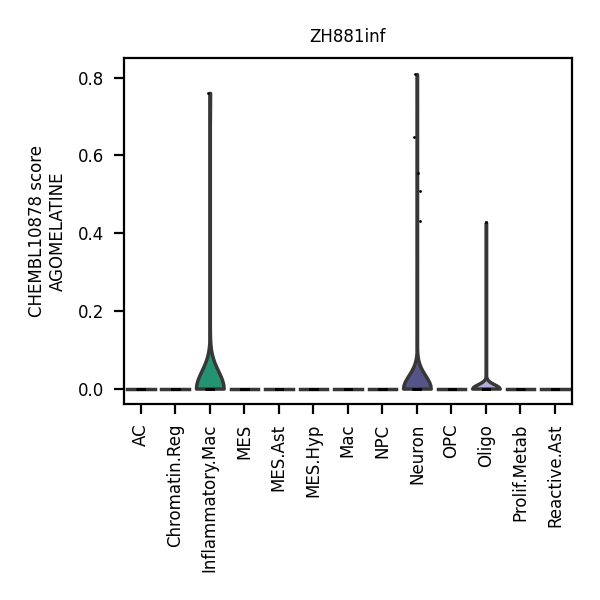 ZH881inf
CHEMBL10878 score
AGOMELATINE
0.8
0.6
0.4
0.2
0.0
AC
Chromatin.Reg
Inflammatory.Mac
MES
MES.Ast
MES.Hyp
Mac
NPC
Neuron
OPC
Oligo
Prolif.Metab
Reactive.Ast